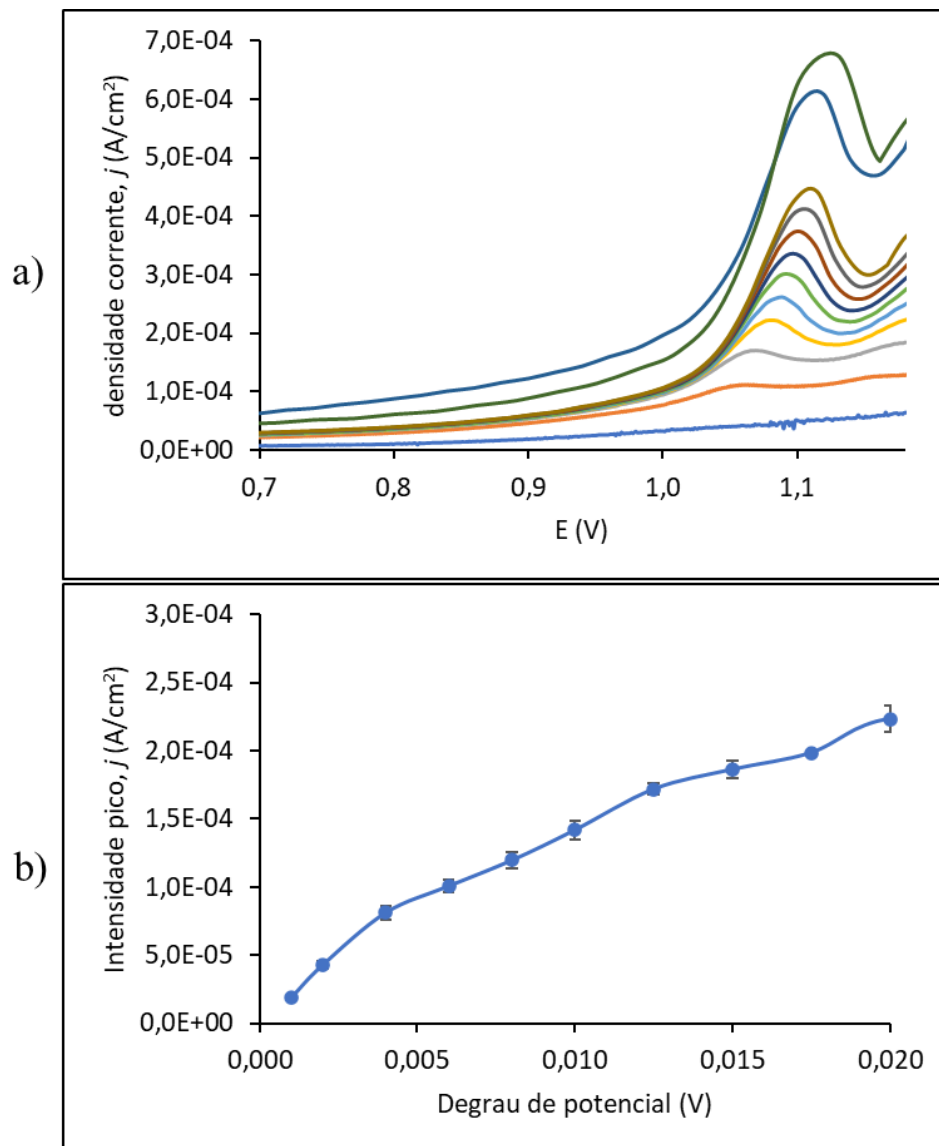 a)
densidade corrente, j (A/cm²)
7,0E-04
6,0E-04
5,0E-04
4,0E-04
3,0E-04
2,0E-04
1,0E-04
0,0E+00
0,7 0,8 0,9 1,0 1,1
E (V)
b)
Intensidade pico, j (A/cm²)
3,0E-04
2,5E-04
2,0E-04
1,5E-04
1,0E-04
5,0E-05
0,0E+00
0,000 0,005 0,010 0,015 0,020
Degrau de potencial (V)